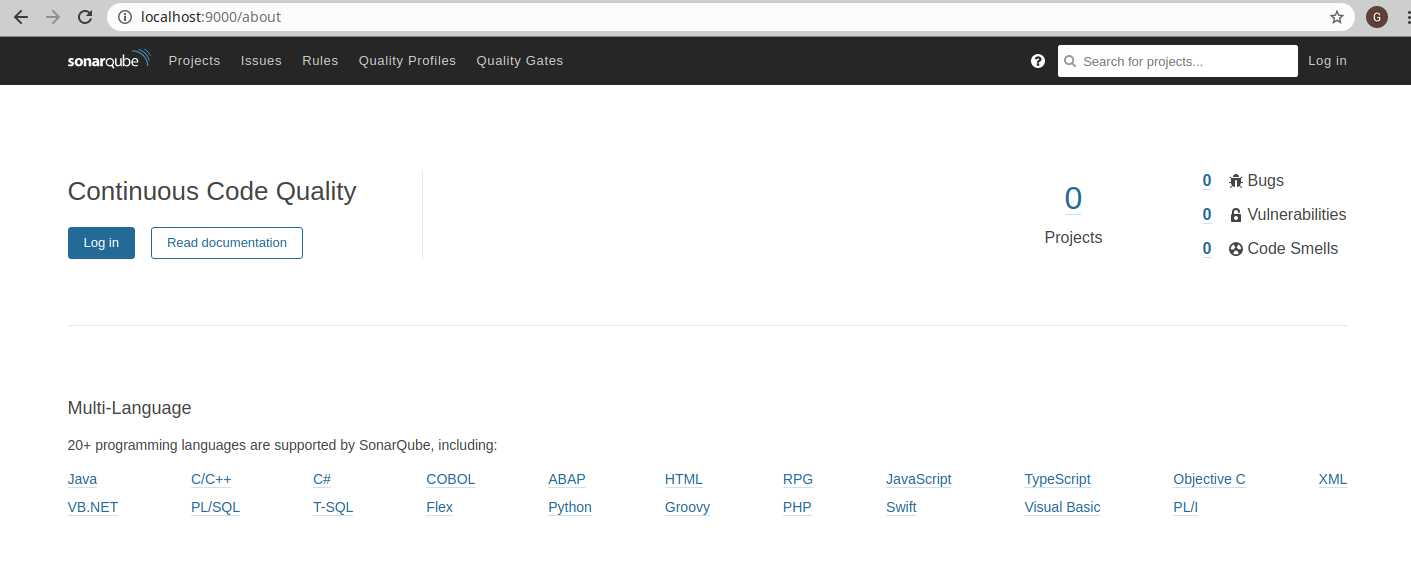 localhost:9000/about
G
sonarqube Projects Issues Rules Quality Profiles Quality Gates ? Search for projects... Log in
Continuous Code Quality
Log in Read documentation
0
Projects
0 Bugs
0 Vulnerabilities
0 Code Smells
Multi-Language
20+ programming languages are supported by SonarQube, including:
Java C/C++ C# COBOL ABAP HTML RPG JavaScript TypeScript Objective C XML
VB.NET PL/SQL T-SQL Flex Python Groovy PHP Swift Visual Basic PL/I